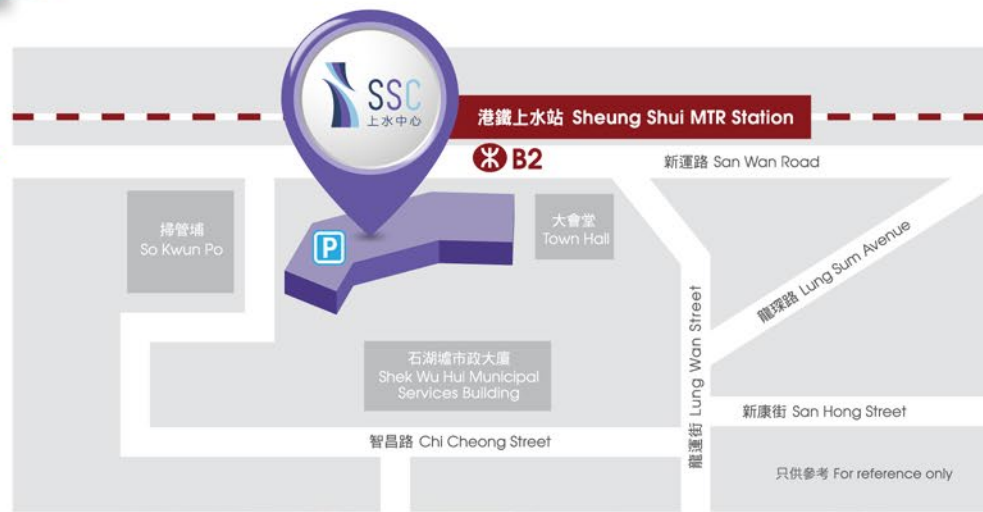 SSC
上水中心
港鐵上水站 Sheung Shui MTR Station
B2
新運路 San Wan Road
掃管埔
So Kwun Po
P
大會堂
Town Hall
龍琛路 Lung Sum Avenue
石湖墟市政大廈
Shek Wu Hui Municipal
Services Building
龍運街 Lung Wan Street
新康街 San Hong Street
智昌路 Chi Cheong Street
只供參考 For reference only